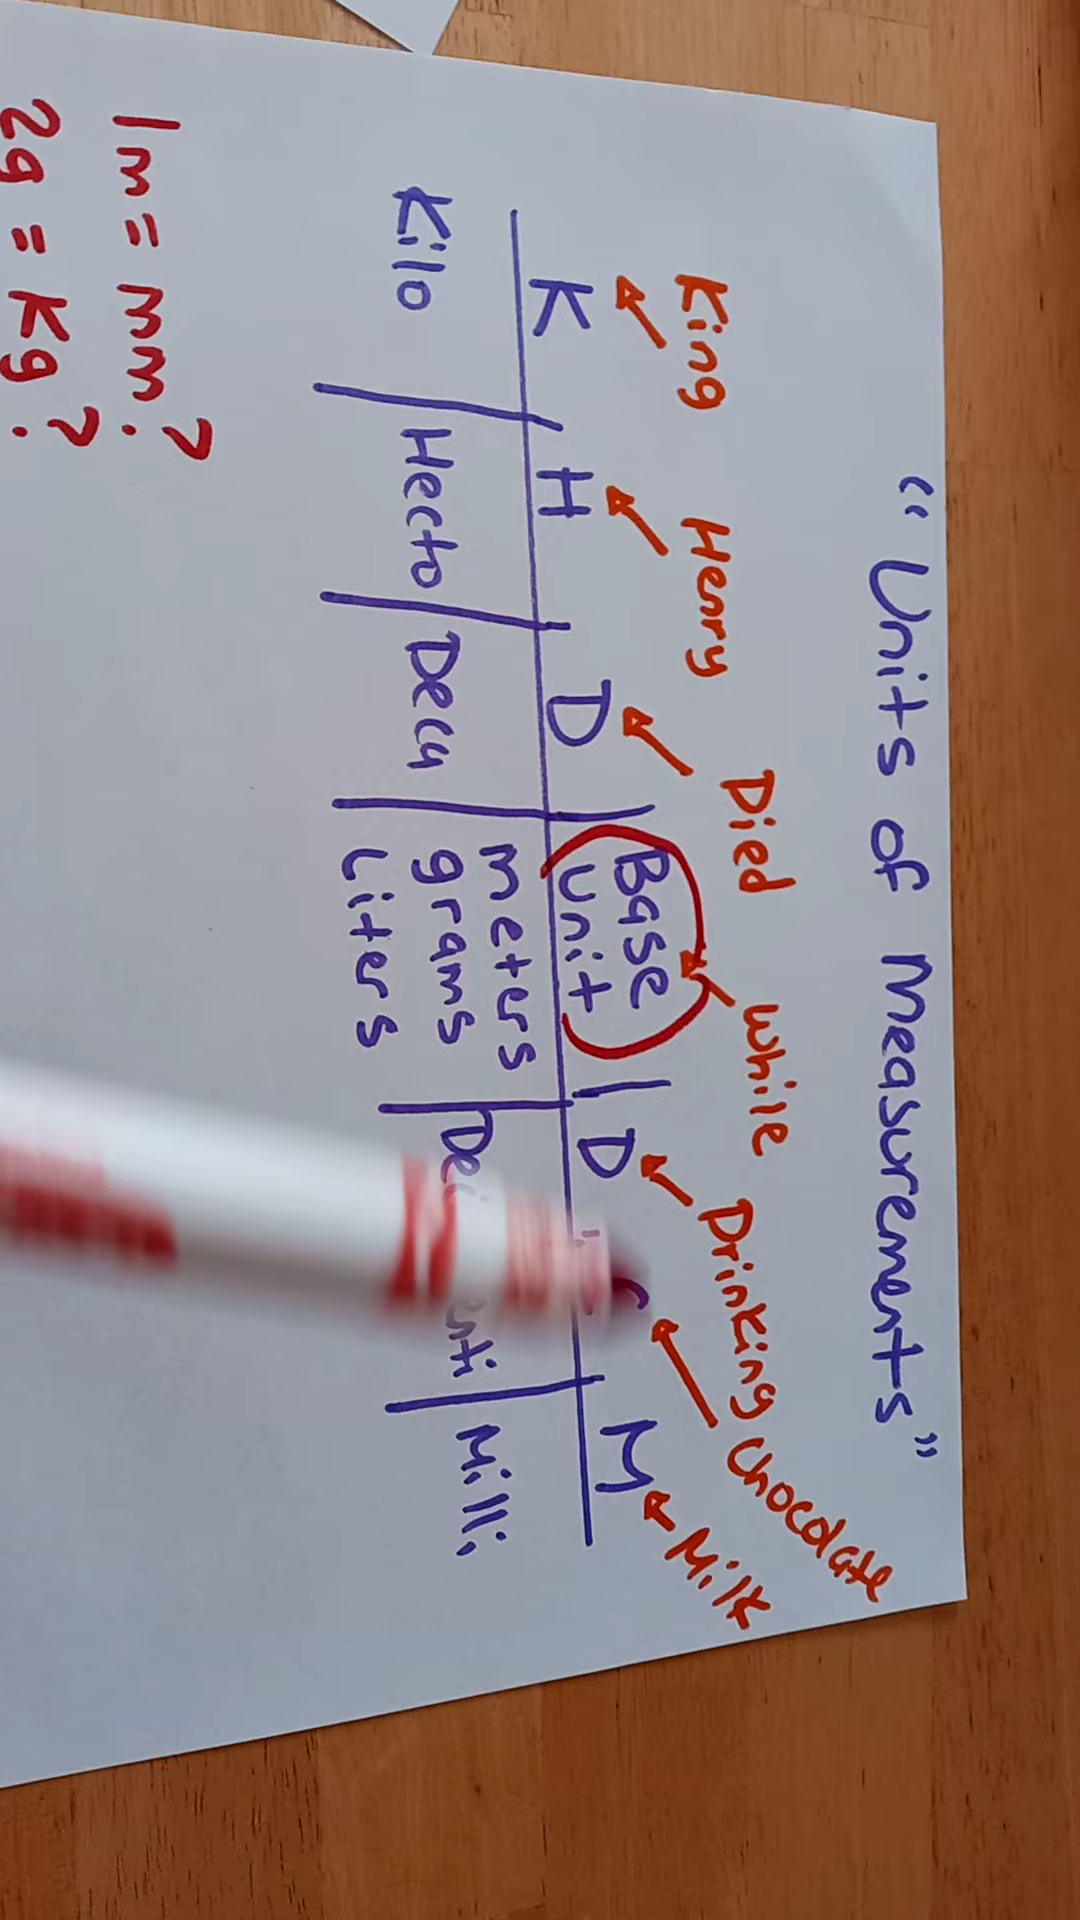 "Units of Measurements"
King Henry Died while Drinking chocolate Milk
K H D Base Unit D M
Kilo Hecto Deca meters Milli
grams
Liters
1m = mm?
2g = Kg?